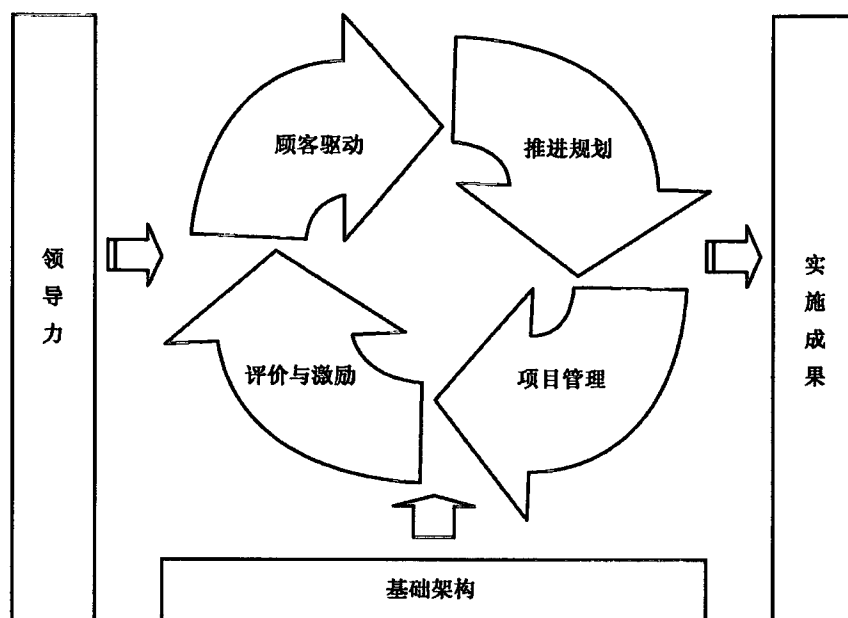 顾客驱动
推进规划
领导力
实施成果
评价与激励
项目管理
基础架构